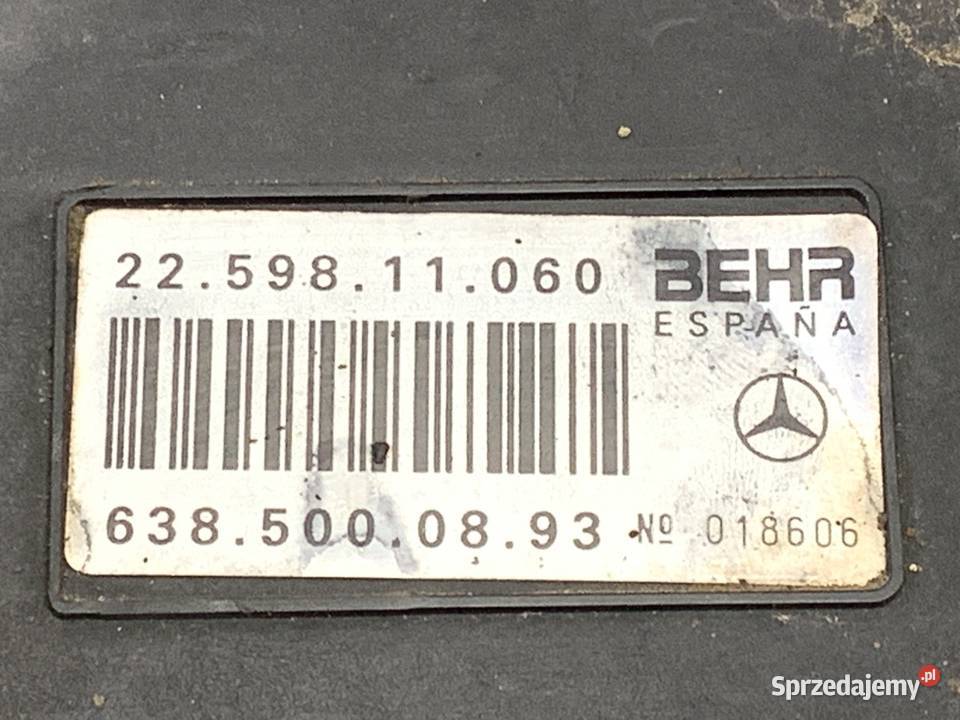 22.598.11.060
BEHR
ESPAÑA
638.500.08.93 Nº 018606
Sprzedajemy.pl